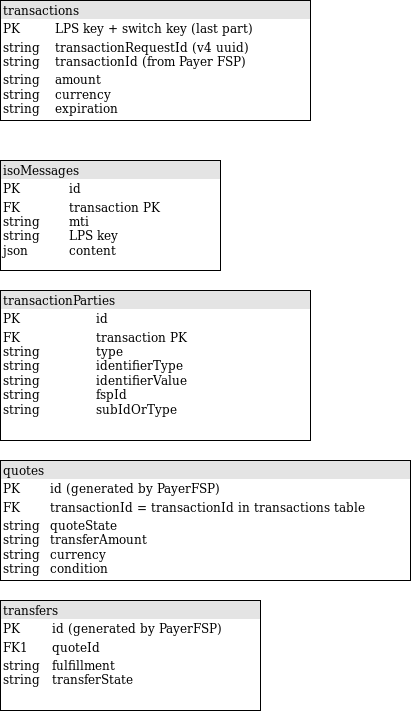 transactions
PK LPS key + switch key (last part)
string transactionRequestId (v4 uuid)
string transactionId (from Payer FSP)
string amount
string currency
string expiration
isoMessages
PK id
FK transaction PK
string mti
string LPS key
json content
transactionParties
PK id
FK transaction PK
string type
string identifierType
string identifierValue
string fspId
string subIdOrType
quotes
PK id (generated by PayerFSP)
FK transactionId = transactionId in transactions table
string quoteState
string transferAmount
string currency
string condition
transfers
PK id (generated by PayerFSP)
FK1 quoteId
string fulfillment
string transferState